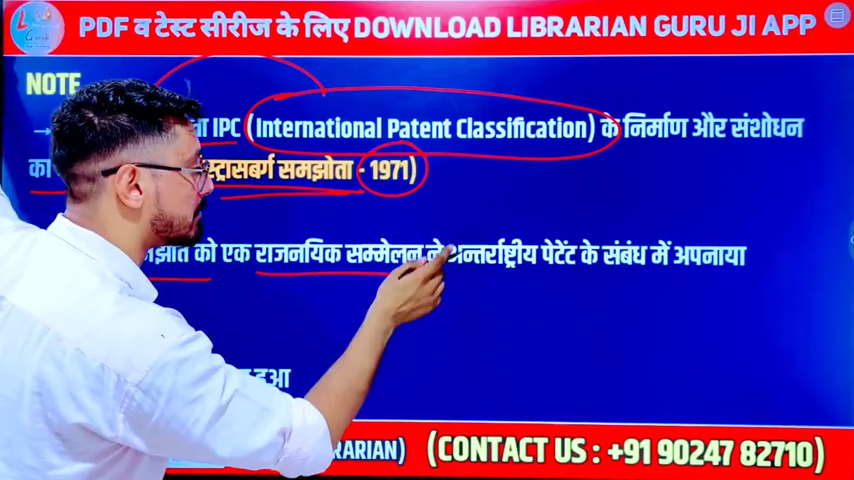 PDF व टेस्ट सीरीज के लिए DOWNLOAD LIBRARIAN GURU JI APP
NOTE
→ IPC (International Patent Classification) के निर्माण और संशोधन
का स्ट्रासबर्ग समझोता - 1971)
को एक राजनयिक सम्मेलन ने अन्तर्राष्ट्रीय पेटेंट के संबंध में अपनाया
हुआ
(CONTACT US : +91 90247 82710)